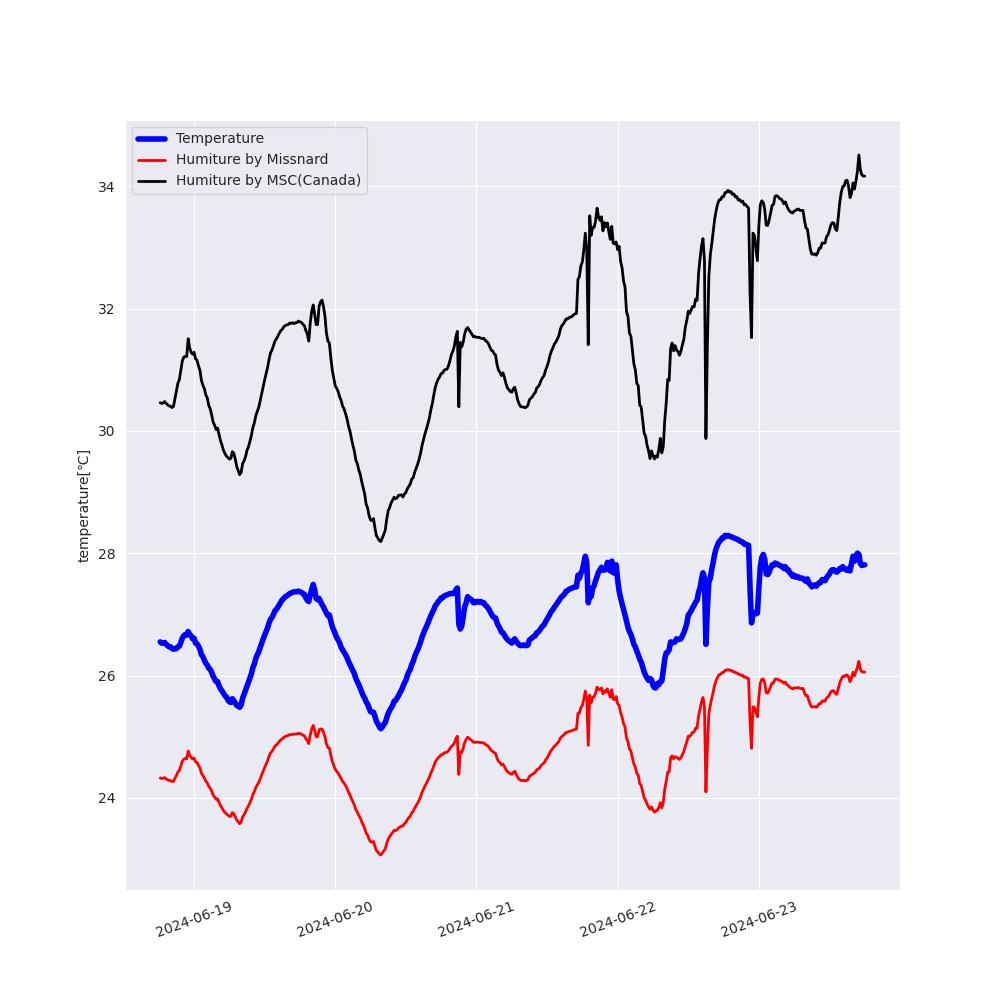 Temperature
Humiture by Missnard
Humiture by MSC(Canada)
34
32
30
28
26
24
temperature[℃]
2024-06-19
2024-06-20
2024-06-21
2024-06-22
2024-06-23